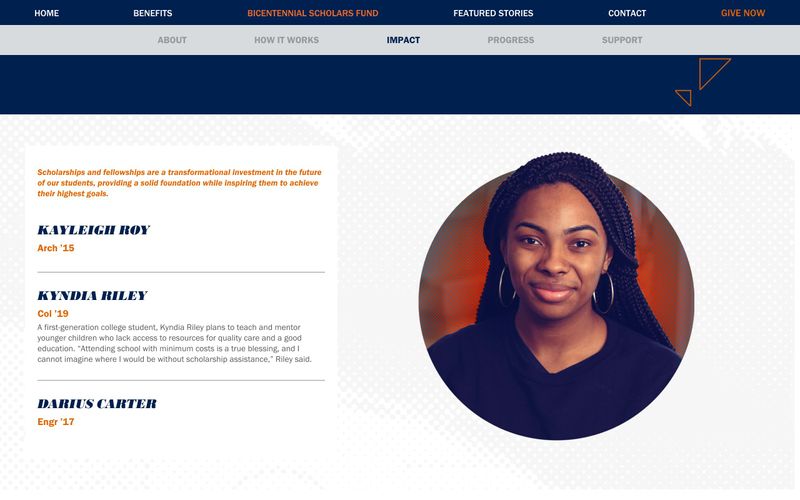 HOME BENEFITS BICENTENNIAL SCHOLARS FUND FEATURED STORIES CONTACT GIVE NOW
ABOUT HOW IT WORKS IMPACT PROGRESS SUPPORT
Scholarships and fellowships are a transformational investment in the future
of our students, providing a solid foundation while inspiring them to achieve
their highest goals.
KAYLEIGH ROY
Arch '15
KYNDIA RILEY
Col '19
A first-generation college student, Kyndia Riley plans to teach and mentor
younger children who lack access to resources for quality care and a good
education. “Attending school with minimum costs is a true blessing, and I
cannot imagine where I would be without scholarship assistance,” Riley said.
DARIUS CARTER
Engr '17